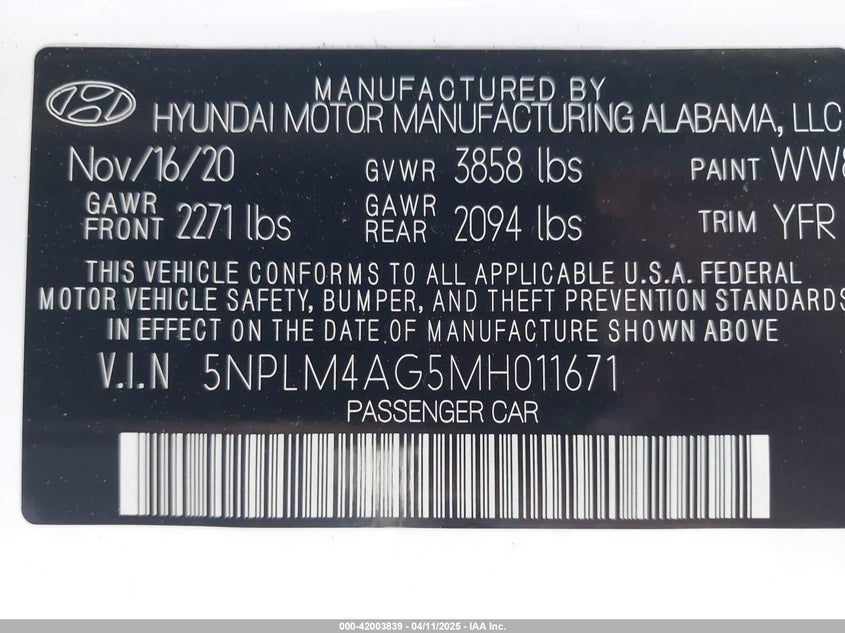 MANUFACTURED BY
HYUNDAI MOTOR MANUFACTURING ALABAMA, LLC
Nov/16/20 GVWR 3858 lbs PAINT WW8
GAWR FRONT 2271 lbs GAWR REAR 2094 lbs TRIM YFR
THIS VEHICLE CONFORMS TO ALL APPLICABLE U.S.A. FEDERAL
MOTOR VEHICLE SAFETY, BUMPER, AND THEFT PREVENTION STANDARDS
IN EFFECT ON THE DATE OF MANUFACTURE SHOWN ABOVE
V.I.N 5NPLM4AG5MH011671
PASSENGER CAR
000-42003839 - 04/11/2025 - IAA Inc.